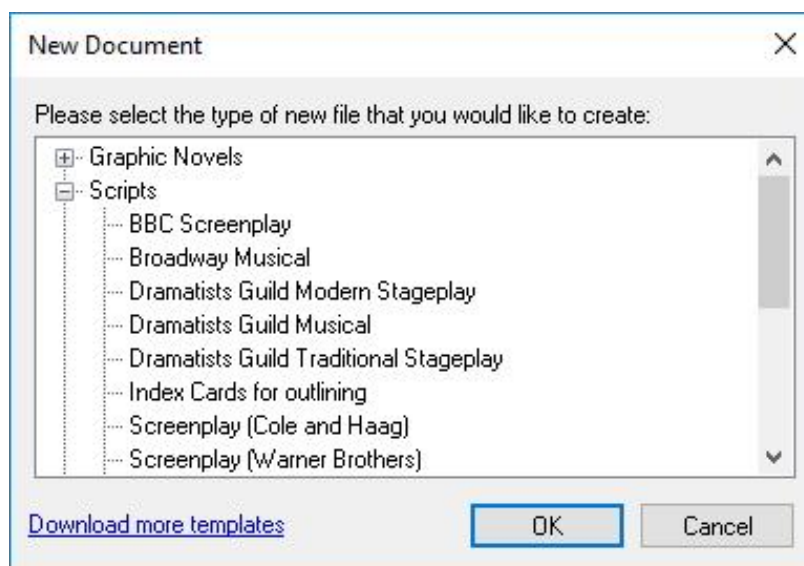 New Document
Please select the type of new file that you would like to create:
Graphic Novels
Scripts
BBC Screenplay
Broadway Musical
Dramatists Guild Modern Stageplay
Dramatists Guild Musical
Dramatists Guild Traditional Stageplay
Index Cards for outlining
Screenplay (Cole and Haag)
Screenplay (Warner Brothers)
Download more templates OK Cancel